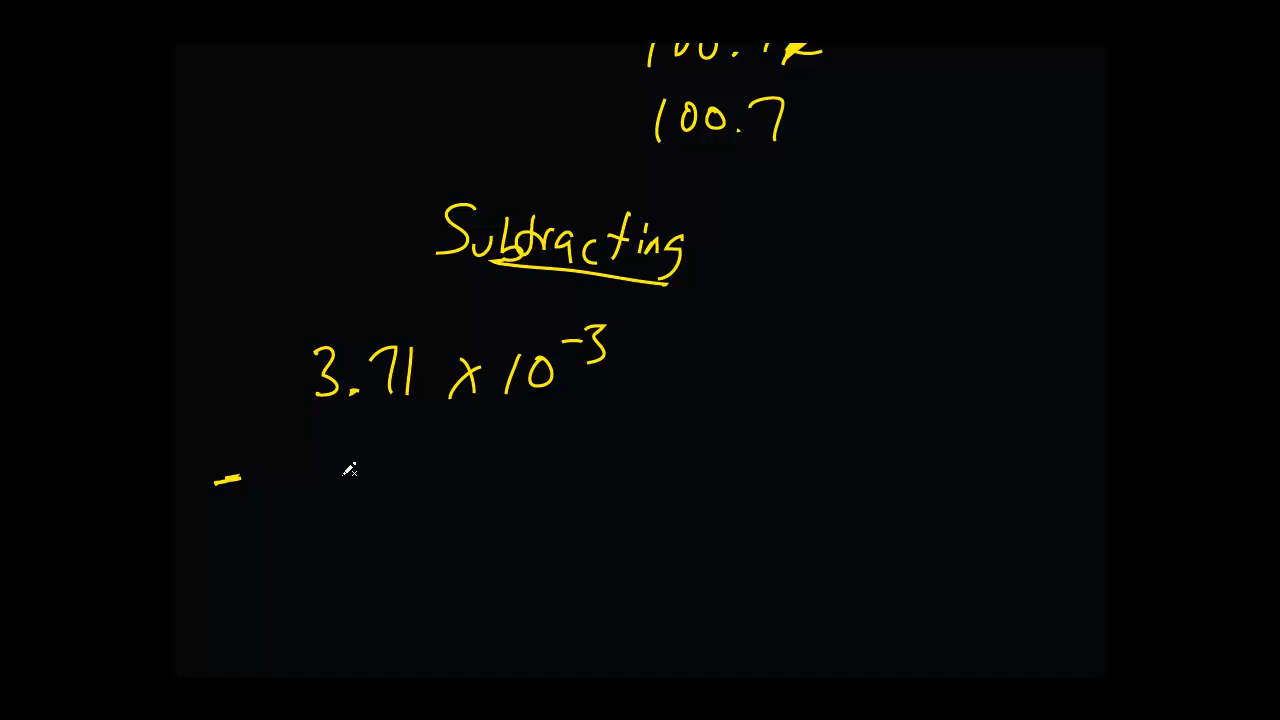 100.7
Subtracting
3.71 x 10⁻³
-